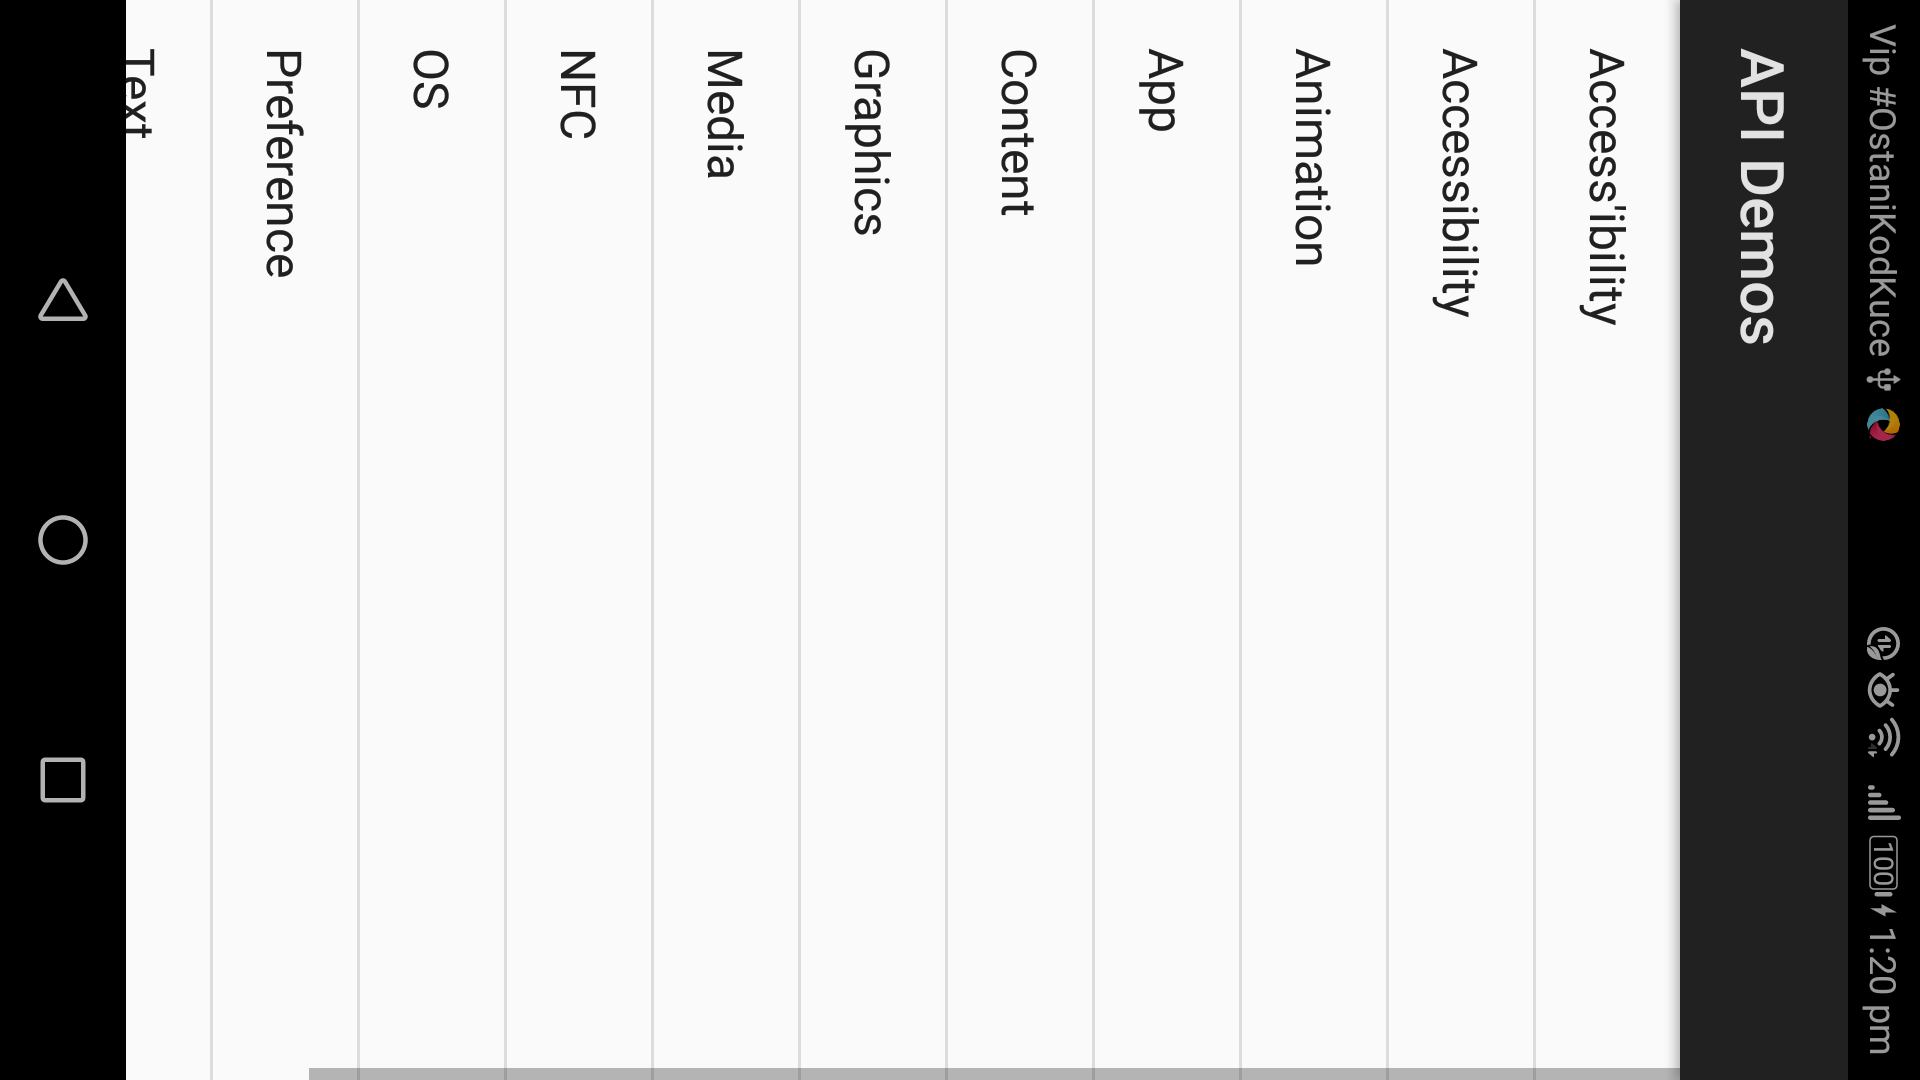 Vip #OstaniKodKuce
100 1:20 pm
API Demos
Access'ibility
Accessibility
Animation
App
Content
Graphics
Media
NFC
OS
Preference
Text